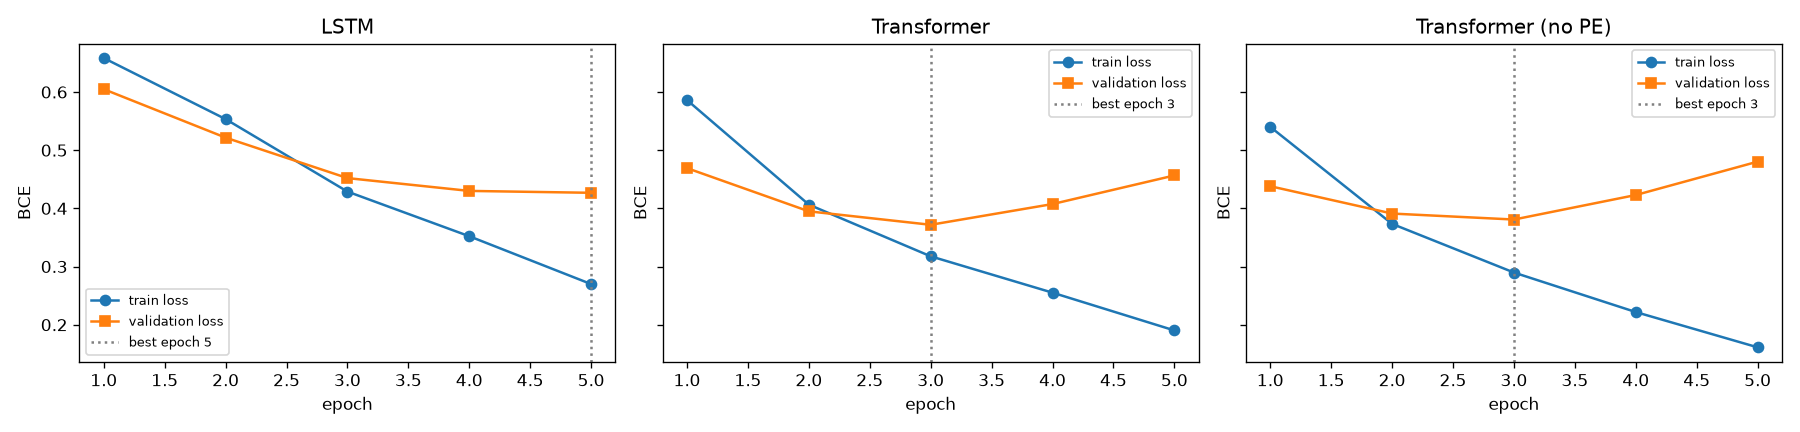 LSTM
BCE
0.6
0.5
0.4
0.3
0.2
train loss
validation loss
best epoch 5
1.0 1.5 2.0 2.5 3.0 3.5 4.0 4.5 5.0
epoch
Transformer
BCE
train loss
validation loss
best epoch 3
1.0 1.5 2.0 2.5 3.0 3.5 4.0 4.5 5.0
epoch
Transformer (no PE)
BCE
train loss
validation loss
best epoch 3
1.0 1.5 2.0 2.5 3.0 3.5 4.0 4.5 5.0
epoch